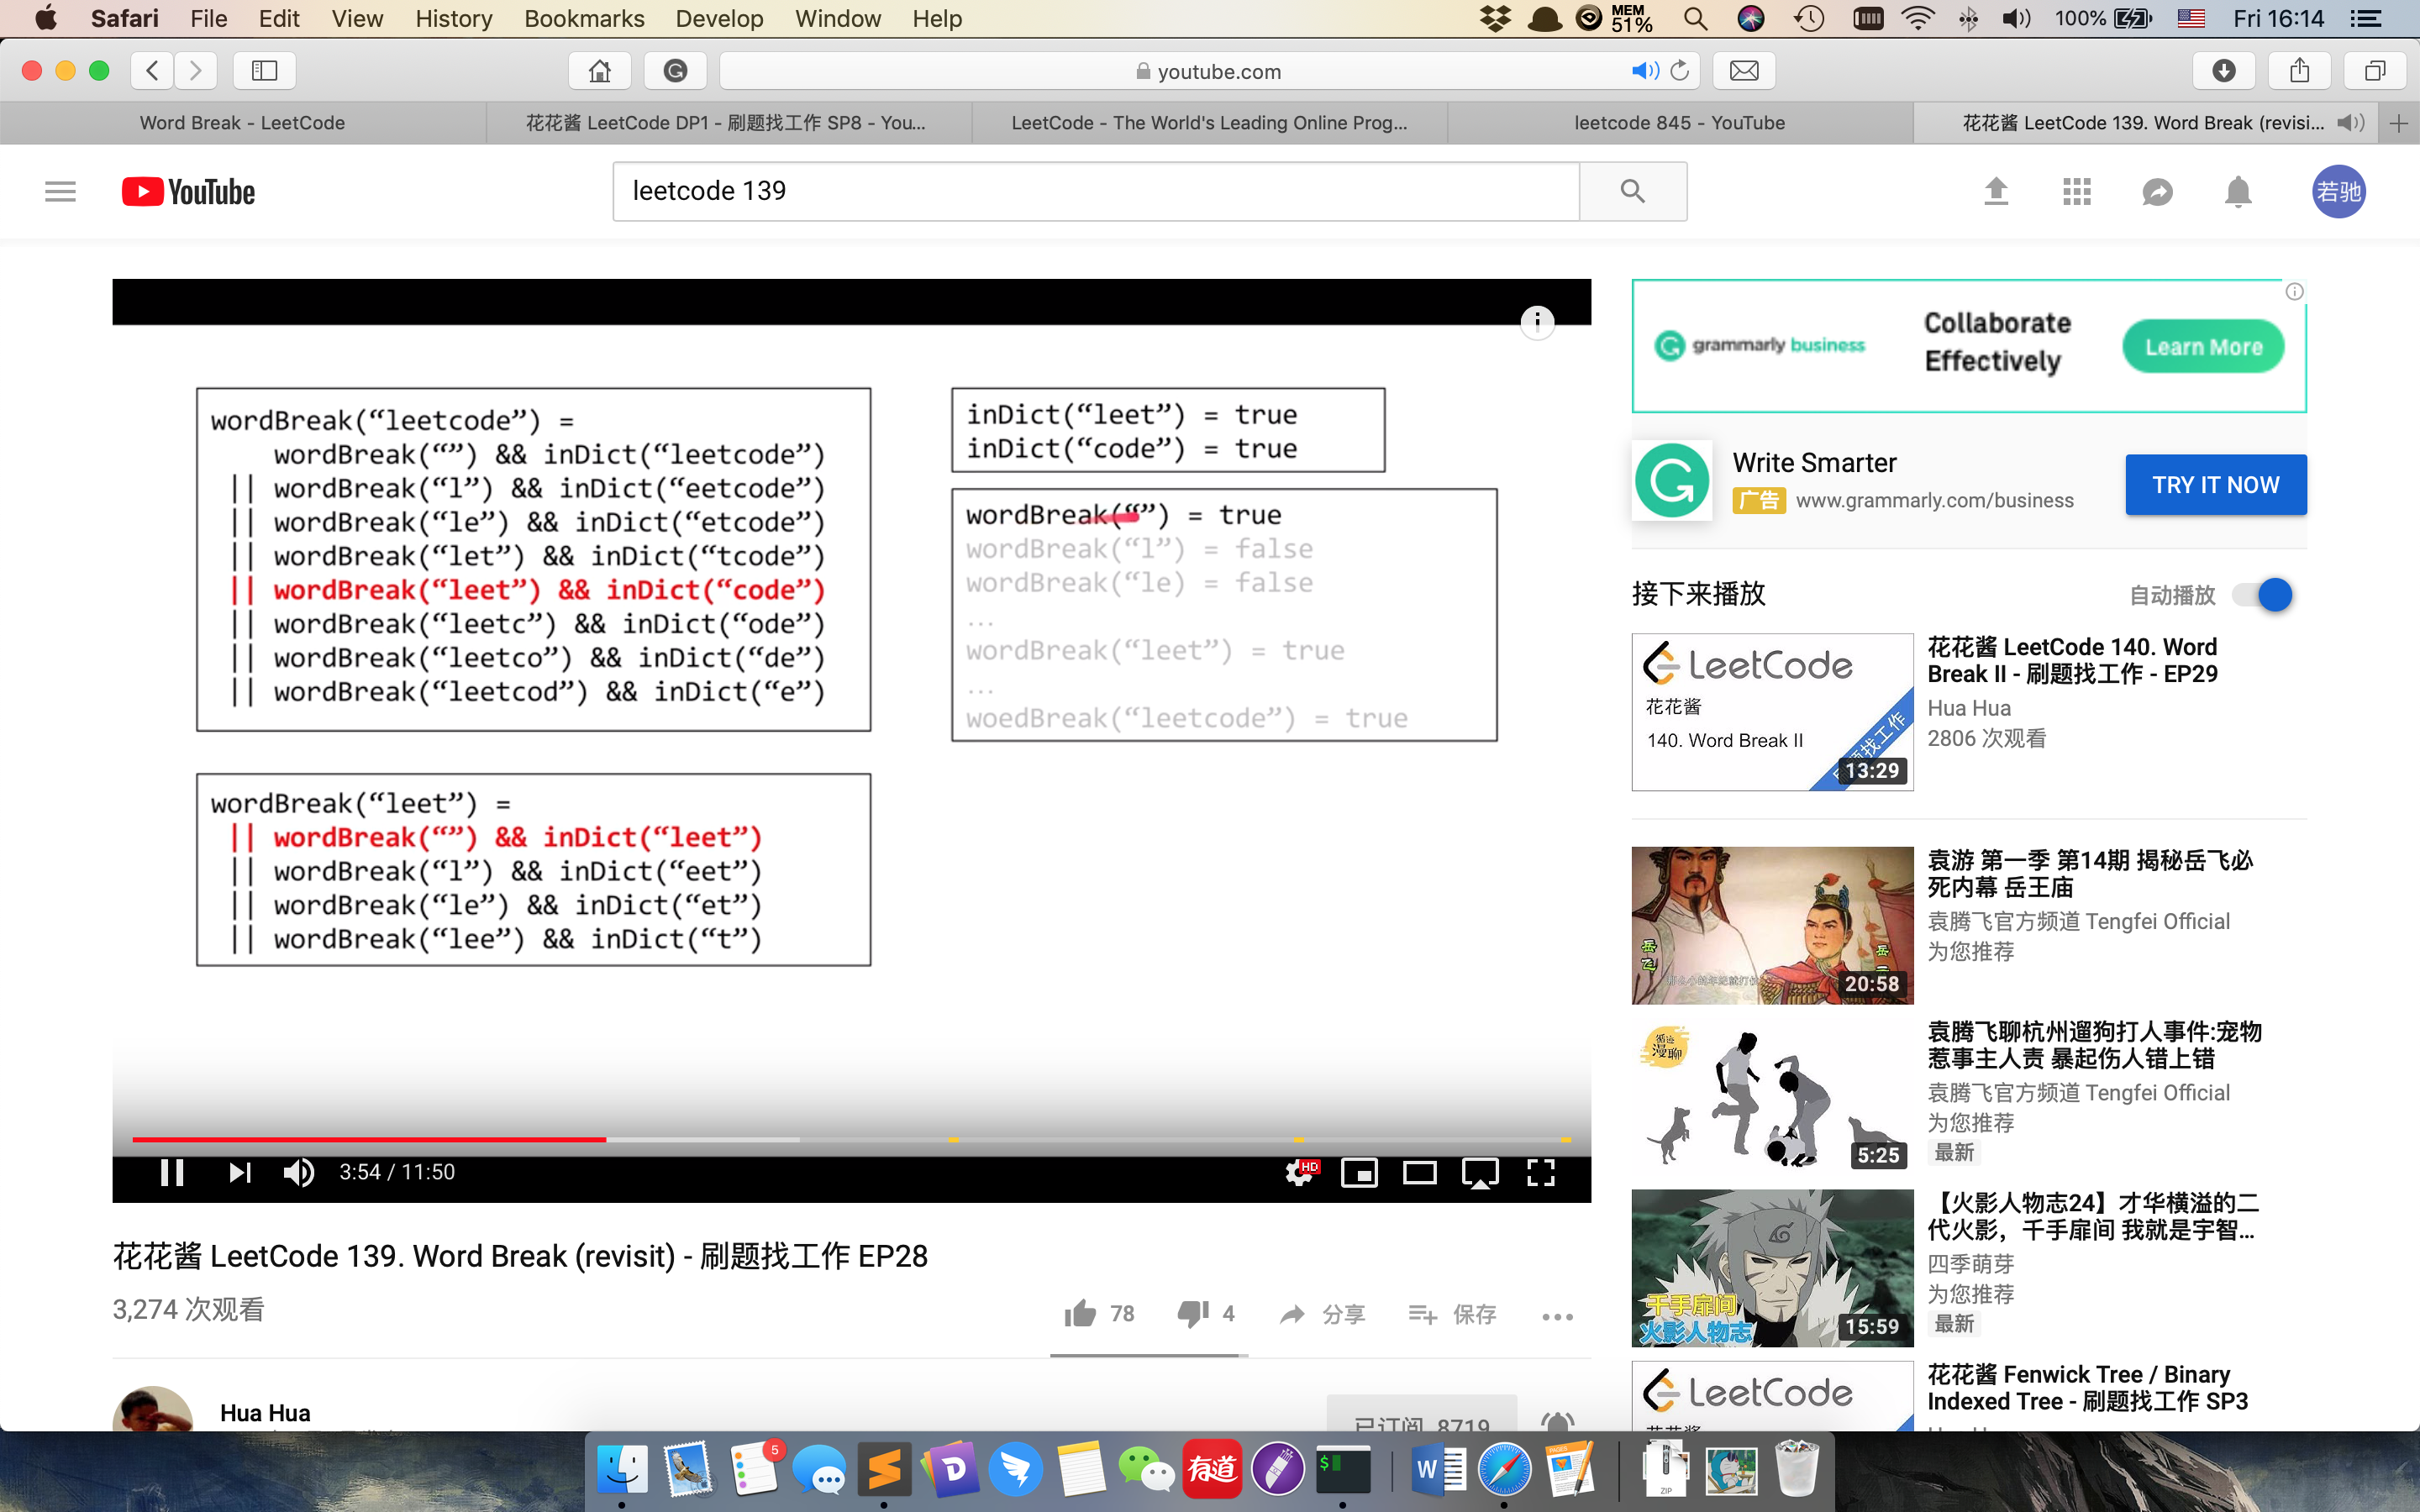 Safari File Edit View History Bookmarks Develop Window Help MEM 51% 100% Fri 16:14
youtube.com
Word Break - LeetCode
花花酱 LeetCode DP1 - 刷题找工作 SP8 - You...
LeetCode - The World's Leading Online Prog...
leetcode 845 - YouTube
花花酱 LeetCode 139. Word Break (revisi...
YouTube
leetcode 139
若驰
wordBreak(“leetcode”) =
wordBreak(“”) && inDict(“leetcode”)
|| wordBreak(“l”) && inDict(“eetcode”)
|| wordBreak(“le”) && inDict(“etcode”)
|| wordBreak(“let”) && inDict(“tcode”)
|| wordBreak(“leet”) && inDict(“code”)
|| wordBreak(“leetc”) && inDict(“ode”)
|| wordBreak(“leetco”) && inDict(“de”)
|| wordBreak(“leetcod”) && inDict(“e”)
wordBreak(“leet”) =
|| wordBreak(“”) && inDict(“leet”)
|| wordBreak(“l”) && inDict(“eet”)
|| wordBreak(“le”) && inDict(“et”)
|| wordBreak(“lee”) && inDict(“t”)
inDict(“leet”) = true
inDict(“code”) = true
wordBreak(“”) = true
wordBreak(“l”) = false
wordBreak(“le) = false
...
wordBreak(“leet”) = true
...
woedBreak(“leetcode”) = true
3:54 / 11:50
HD
花花酱 LeetCode 139. Word Break (revisit) - 刷题找工作 EP28
3,274 次观看
78
4
分享
保存
Hua Hua
已订阅 8719
grammarly business
Collaborate
Effectively
Learn More
Write Smarter
广告 www.grammarly.com/business
TRY IT NOW
接下来播放
自动播放
LeetCode
花花酱
140. Word Break II
13:29
花花酱 LeetCode 140. Word
Break II - 刷题找工作 - EP29
Hua Hua
2806 次观看
岳飞
20:58
袁游 第一季 第14期 揭秘岳飞必
死内幕 岳王庙
袁腾飞官方频道 Tengfei Official
为您推荐
漫聊
5:25
袁腾飞聊杭州遛狗打人事件:宠物
惹事主人责 暴起伤人错上错
袁腾飞官方频道 Tengfei Official
为您推荐
最新
千手扉间
火影人物志
15:59
【火影人物志24】才华横溢的二
代火影，千手扉间 我就是宇智...
四季萌芽
为您推荐
最新
LeetCode
花花酱 Fenwick Tree / Binary
Indexed Tree - 刷题找工作 SP3
5
有道
ZIP
PAGES